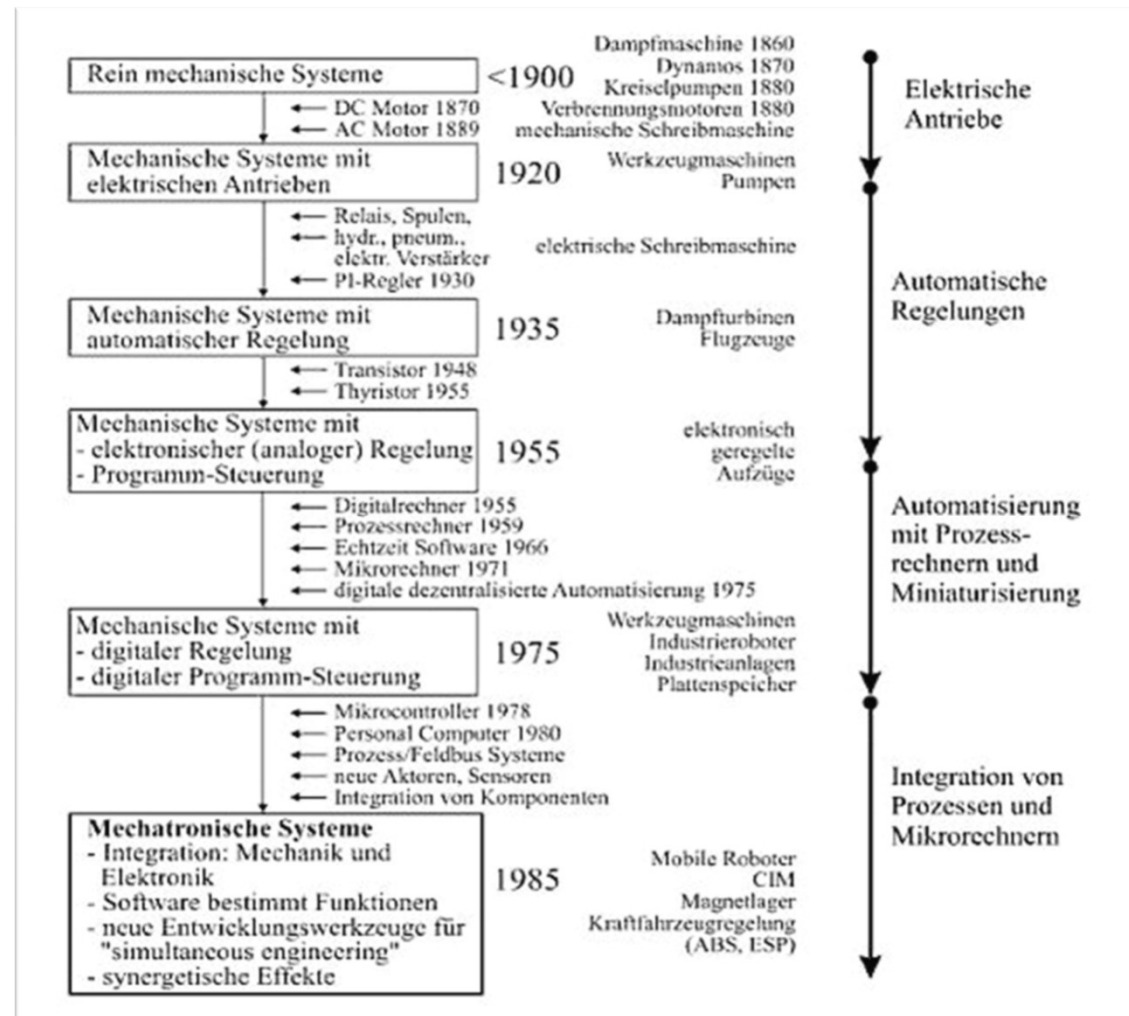 Rein mechanische Systeme
<1900
Dampfmaschine 1860
Dynamos 1870
Kreiselpumpen 1880
Verbrennungsmotoren 1880
mechanische Schreibmaschine
Elektrische
Antriebe
DC Motor 1870
AC Motor 1889
Mechanische Systeme mit
elektrischen Antrieben
1920
Werkzeugmaschinen
Pumpen
Relais, Spulen,
hydr., pneum.,
elektr. Verstärker
PI-Regler 1930
elektrische Schreibmaschine
Automatische
Regelungen
Mechanische Systeme mit
automatischer Regelung
1935
Dampfturbinen
Flugzeuge
Transistor 1948
Thyristor 1955
Mechanische Systeme mit
- elektronischer (analoger) Regelung
- Programm-Steuerung
1955
elektronisch
geregelte
Aufzüge
Digitalrechner 1955
Prozessrechner 1959
Echtzeit Software 1966
Mikrorechner 1971
digitale dezentralisierte Automatisierung 1975
Automatisierung
mit Prozess-
rechnern und
Miniaturisierung
Mechanische Systeme mit
- digitaler Regelung
- digitaler Programm-Steuerung
1975
Werkzeugmaschinen
Industrieroboter
Industrieanlagen
Plattenspeicher
Mikrocontroller 1978
Personal Computer 1980
Prozess/Feldbus Systeme
neue Aktoren, Sensoren
Integration von Komponenten
Integration von
Prozessen und
Mikrorechnern
Mechatronische Systeme
- Integration: Mechanik und
Elektronik
- Software bestimmt Funktionen
- neue Entwicklungswerkzeuge für
"simultaneous engineering"
- synergetische Effekte
1985
Mobile Roboter
CIM
Magnetlager
Kraftfahrzeugregelung
(ABS, ESP)